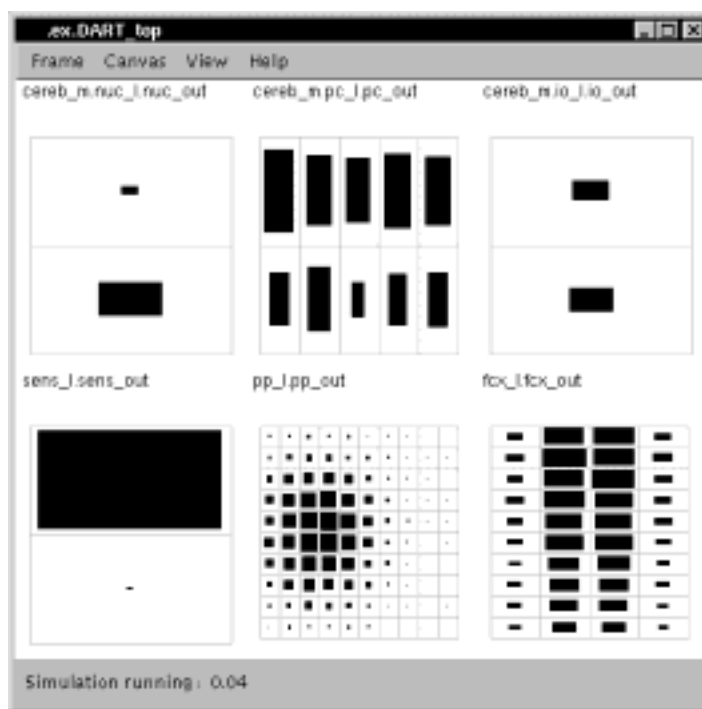 .ex.DART_top
Frame Canvas View Help
cereb_m.nuc_l.nuc_out cereb_m.pc_l.pc_out cereb_m.io_l.io_out
sens_l.sens_out pp_l.pp_out fcx_l.fcx_out
Simulation running: 0.04